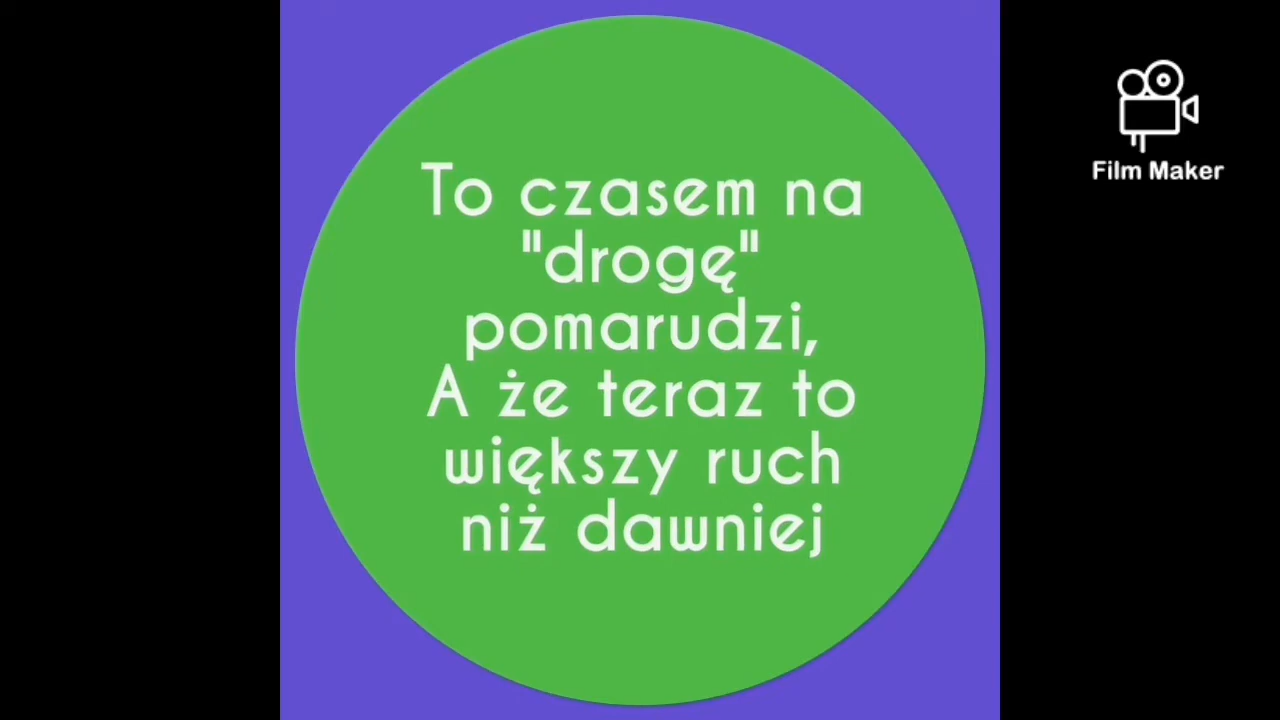 To czasem na
"drogę"
pomarudzi,
A że teraz to
większy ruch
niż dawniej
Film Maker